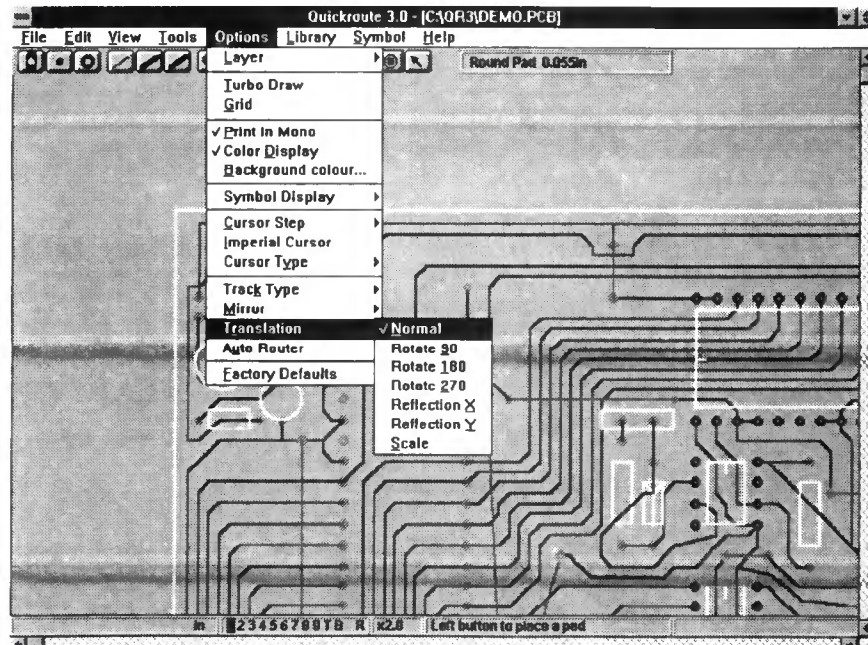 Quickroute 3.0 - [C:\QR3\DEMO.PCB]
File Edit View Tools Options Library Symbol Help
Round Pad 0.055in
Layer
Turbo Draw
Grid
✓ Print in Mono
✓ Color Display
Background colour...
Symbol Display
Cursor Step
Imperial Cursor
Cursor Type
Track Type
Mirror
Translation
Auto Router
Factory Defaults
✓ Normal
Rotate 90
Rotate 180
Rotate 270
Reflection X
Reflection Y
Scale
in 2345678 TB R x2.0 Left button to place a pad